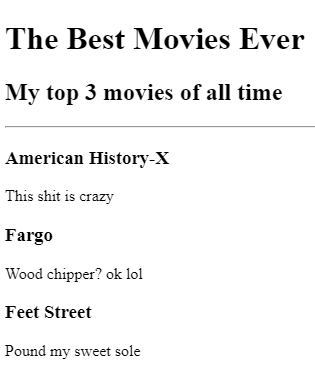 The Best Movies Ever
My top 3 movies of all time
American History-X
This shit is crazy
Fargo
Wood chipper? ok lol
Feet Street
Pound my sweet sole